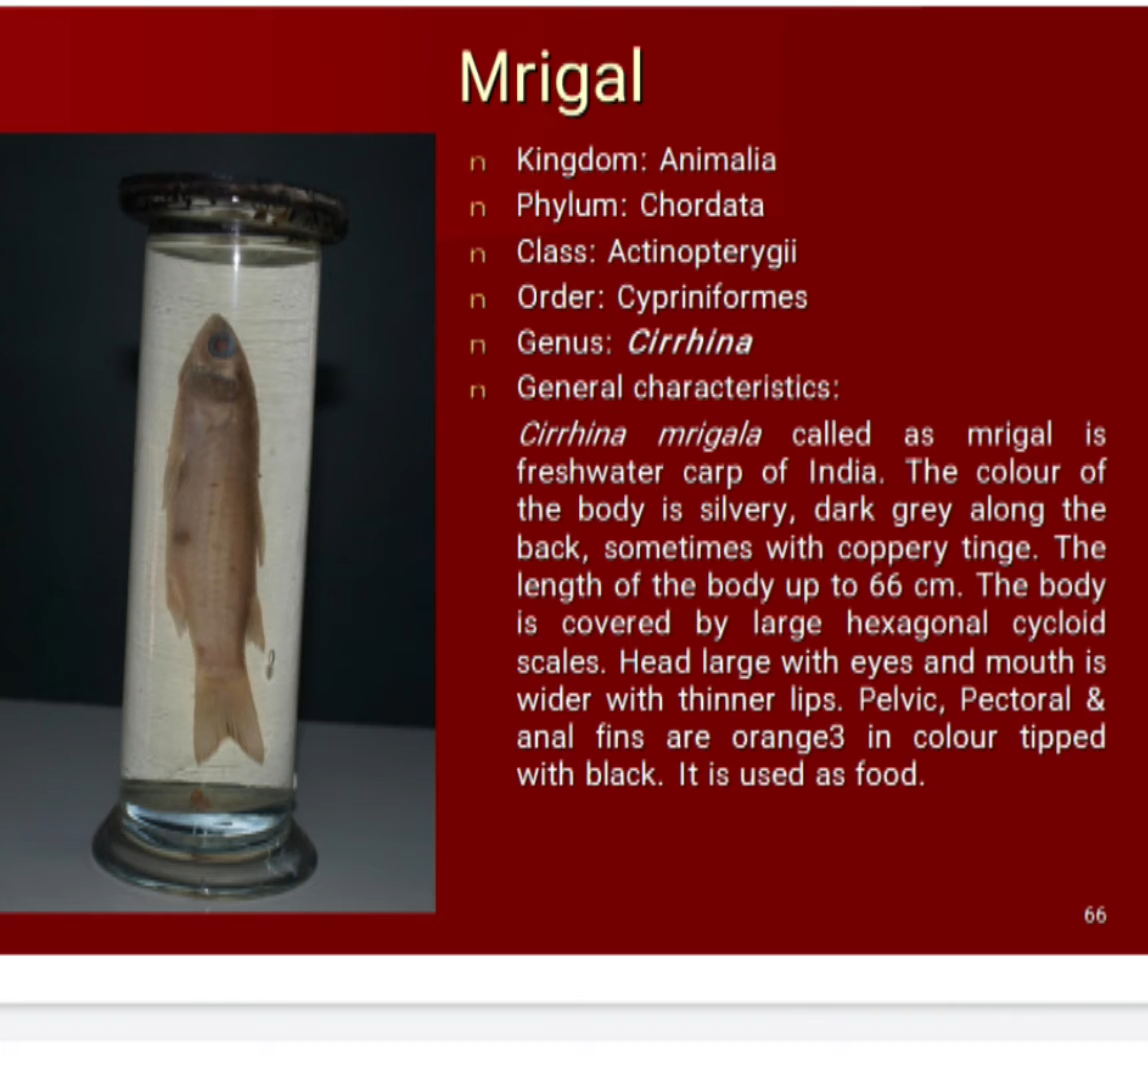 Mrigal
n Kingdom: Animalia
n Phylum: Chordata
n Class: Actinopterygii
n Order: Cypriniformes
n Genus: Cirrhina
n General characteristics:
Cirrhina mrigala called as mrigal is
freshwater carp of India. The colour of
the body is silvery, dark grey along the
back, sometimes with coppery tinge. The
length of the body up to 66 cm. The body
is covered by large hexagonal cycloid
scales. Head large with eyes and mouth is
wider with thinner lips. Pelvic, Pectoral &
anal fins are orange3 in colour tipped
with black. It is used as food.
66